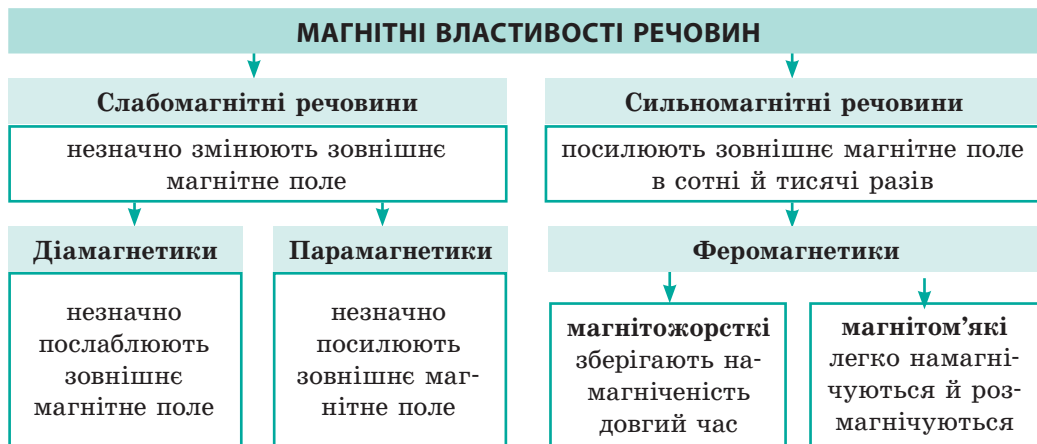 МАГНІТНІ ВЛАСТИВОСТІ РЕЧОВИН
Слабомагнітні речовини
незначно змінюють зовнішнє
магнітне поле
Діамагнетики
незначно
послаблюють
зовнішнє
магнітне поле
Парамагнетики
незначно
посилюють
зовнішнє маг-
нітне поле
Сильномагнітні речовини
посилюють зовнішнє магнітне поле
в сотні й тисячі разів
Феромагнетики
магнітожорсткі
зберігають на-
магніченість
довгий час
магнітом’які
легко намагні-
чуються й роз-
магнічуються